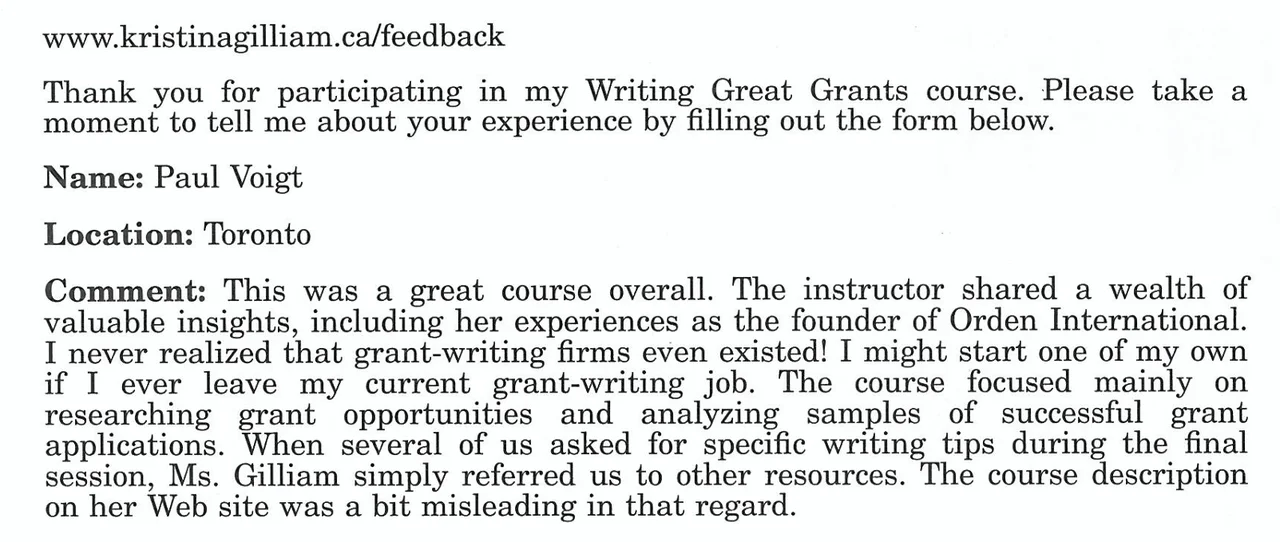 www.kristinagilliam.ca/feedback
Thank you for participating in my Writing Great Grants course. Please take a
moment to tell me about your experience by filling out the form below.
Name: Paul Voigt
Location: Toronto
Comment: This was a great course overall. The instructor shared a wealth of
valuable insights, including her experiences as the founder of Orden International.
I never realized that grant-writing firms even existed! I might start one of my own
if I ever leave my current grant-writing job. The course focused mainly on
researching grant opportunities and analyzing samples of successful grant
applications. When several of us asked for specific writing tips during the final
session, Ms. Gilliam simply referred us to other resources. The course description
on her Web site was a bit misleading in that regard.